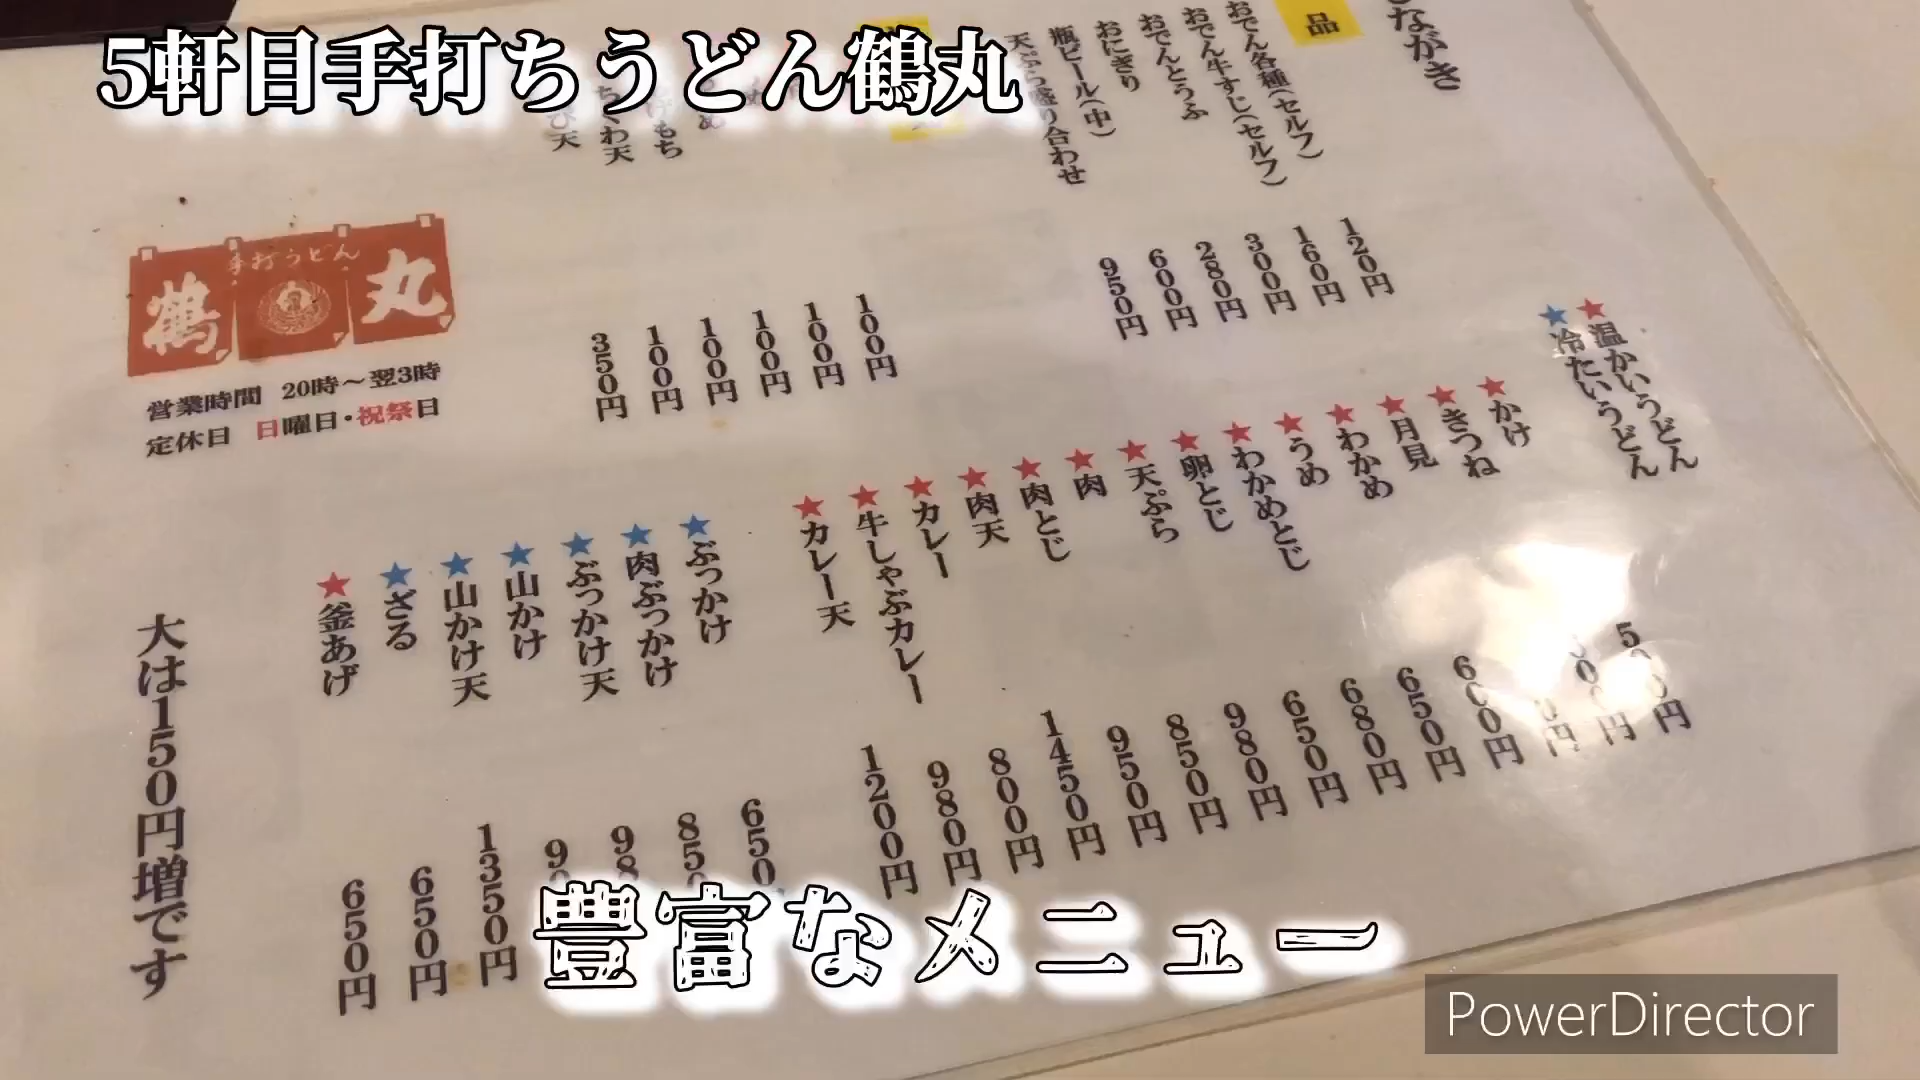 5軒目手打ちうどん鶴丸
ながき
品
おでん各種(セルフ)
120円
おでん牛すじ(セルフ)
160円
おでんとうふ
300円
おにぎり
280円
瓶ビール(中)
600円
天ぷら盛り合わせ
950円
100円
100円
100円
100円
ちくわ天
100円
350円
★温かいうどん
★冷たいうどん
★かけ
★きつね
★月見
★わかめ
600円
★うめ
650円
★わかめとじ
680円
★卵とじ
650円
★天ぷら
980円
★肉
850円
★肉とじ
950円
★肉天
1450円
★カレー
800円
★牛しゃぶカレー
980円
★カレー天
1200円
★ぶっかけ
650
★肉ぶっかけ
★ぶっかけ天
★山かけ
★山かけ天
1350円
★ざる
650円
★釜あげ
650円
大は150円増です
手打うどん
鶴丸
営業時間 20時~翌3時
定休日 日曜日・祝祭日
豊富なメニュー
PowerDirector